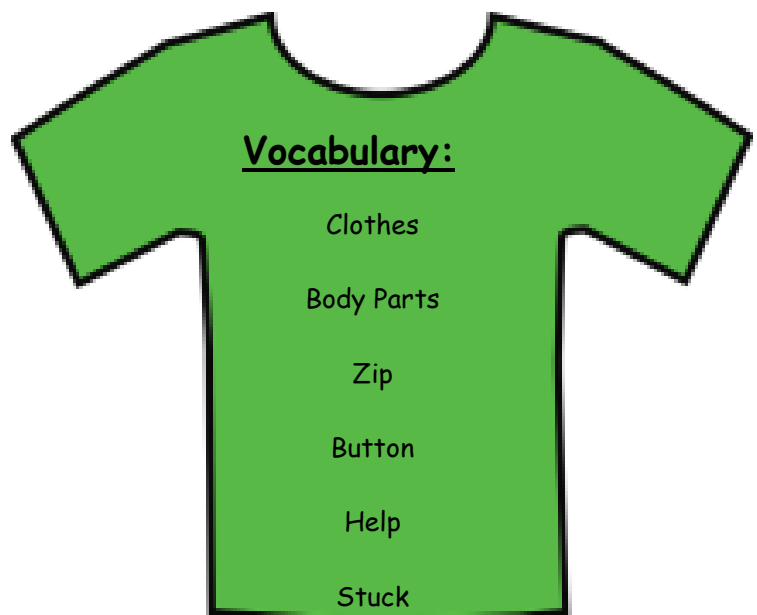 Vocabulary:
Clothes
Body Parts
Zip
Button
Help
Stuck